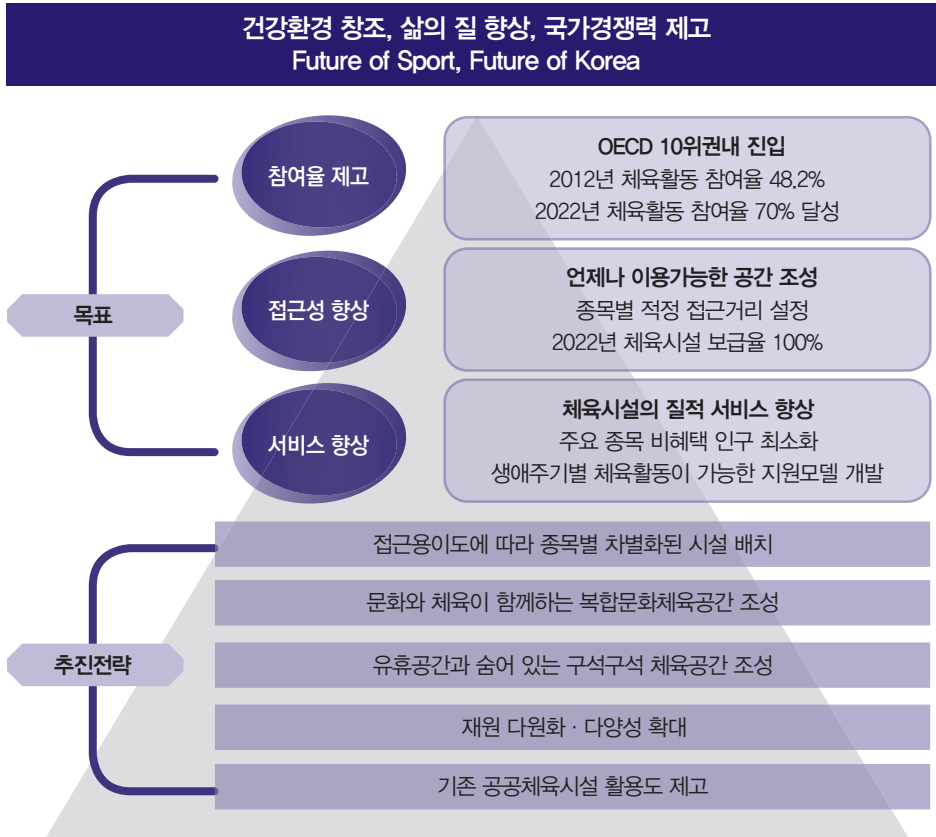 건강환경 창조, 삶의 질 향상, 국가경쟁력 제고
Future of Sport, Future of Korea
목표
참여율 제고
OECD 10위권내 진입
2012년 체육활동 참여율 48.2%
2022년 체육활동 참여율 70% 달성
접근성 향상
언제나 이용가능한 공간 조성
종목별 적정 접근거리 설정
2022년 체육시설 보급율 100%
서비스 향상
체육시설의 질적 서비스 향상
주요 종목 비혜택 인구 최소화
생애주기별 체육활동이 가능한 지원모델 개발
추진전략
접근용이도에 따라 종목별 차별화된 시설 배치
문화와 체육이 함께하는 복합문화체육공간 조성
유휴공간과 숨어 있는 구석구석 체육공간 조성
재원 다원화 · 다양성 확대
기존 공공체육시설 활용도 제고